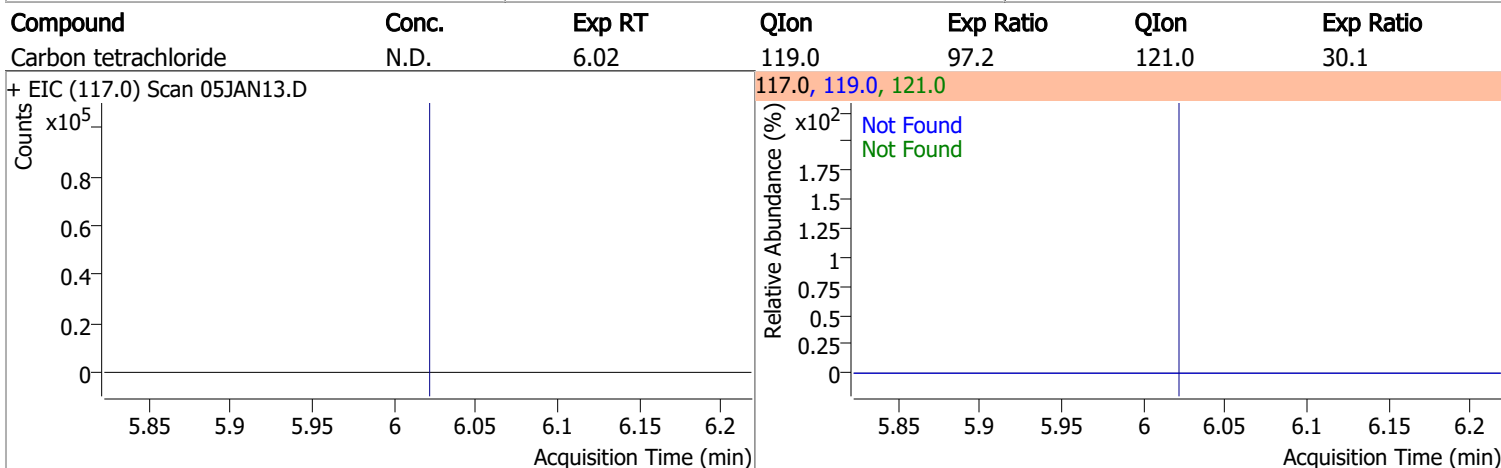 Compound Conc. Exp RT QIon Exp Ratio QIon Exp Ratio
Carbon tetrachloride N.D. 6.02 119.0 97.2 121.0 30.1
+ EIC (117.0) Scan 05JAN13.D
Counts
x10^5
0.8
0.6
0.4
0.2
0
5.85 5.9 5.95 6 6.05 6.1 6.15 6.2
Acquisition Time (min)
117.0, 119.0, 121.0
Relative Abundance (%)
x10^2
Not Found
Not Found
1.75
1.5
1.25
1
0.75
0.5
0.25
0
5.85 5.9 5.95 6 6.05 6.1 6.15 6.2
Acquisition Time (min)